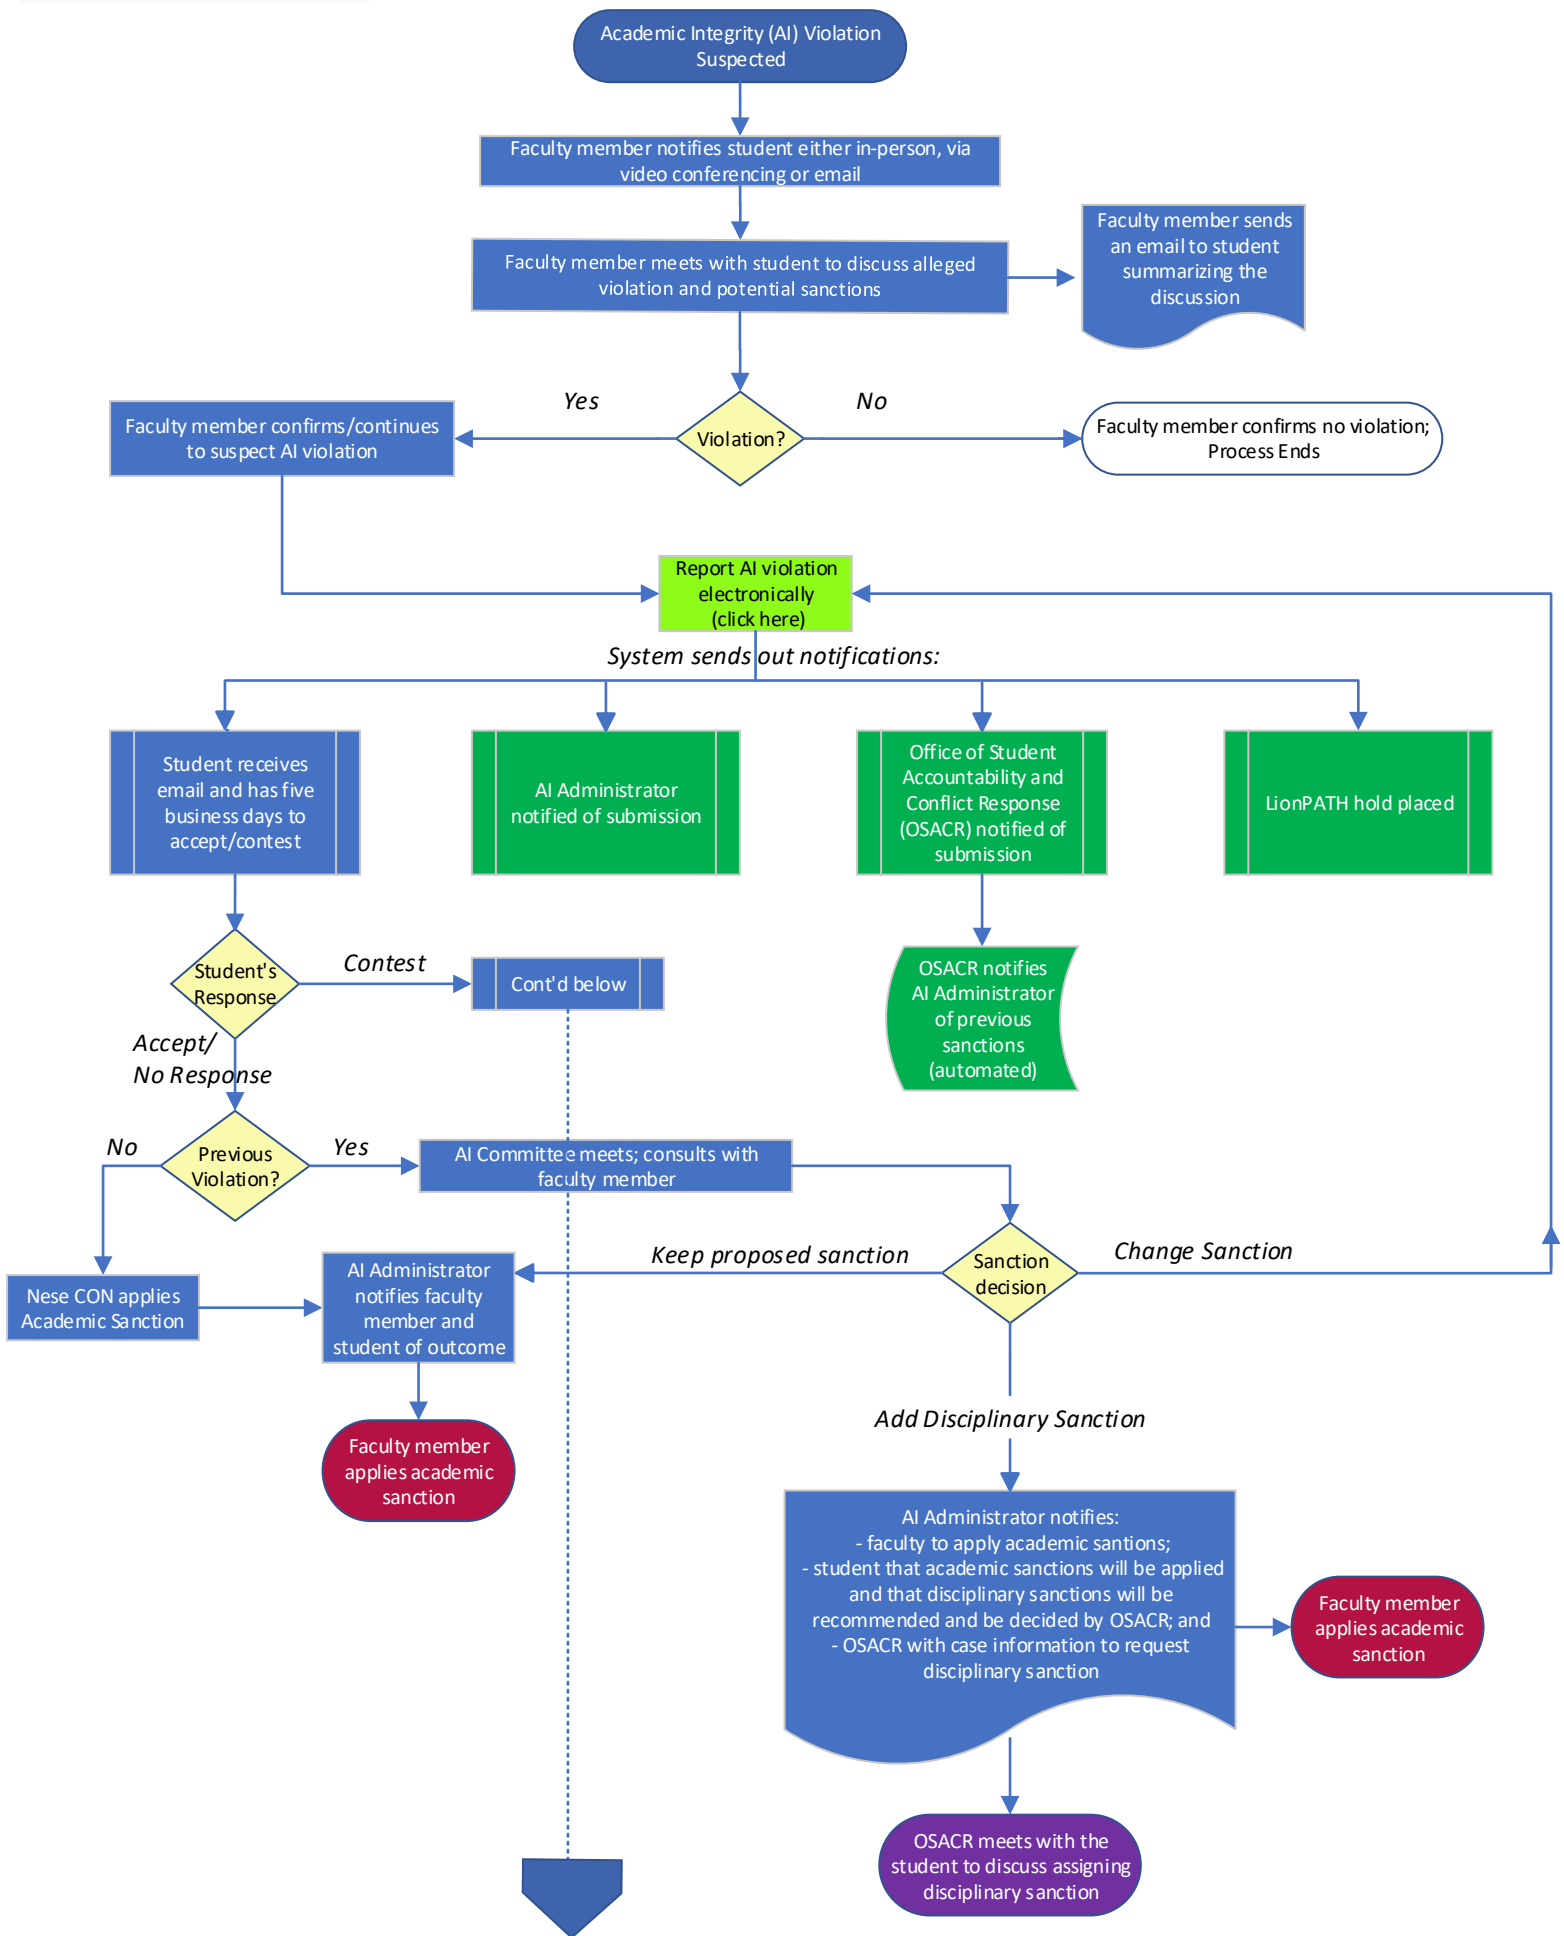 Academic Integrity (AI) Violation
Suspected
Faculty member notifies student either in-person, via
video conferencing or email
Faculty member meets with student to discuss alleged
violation and potential sanctions
Faculty member sends
an email to student
summarizing the
discussion
Yes
Violation?
No
Faculty member confirms/continues
to suspect AI violation
Faculty member confirms no violation;
Process Ends
Report AI violation
electronically
(click here)
System sends out notifications:
Student receives
email and has five
business days to
accept/contest
AI Administrator
notified of submission
Office of Student
Accountability and
Conflict Response
(OSACR) notified of
submission
LionPATH hold placed
Student's
Response
Contest
Cont'd below
OSACR notifies
AI Administrator
of previous
sanctions
(automated)
Accept/
No Response
No
Previous
Violation?
Yes
AI Committee meets; consults with
faculty member
Nese CON applies
Academic Sanction
AI Administrator
notifies faculty
member and
student of outcome
Keep proposed sanction
Sanction
decision
Change Sanction
Faculty member
applies academic
sanction
Add Disciplinary Sanction
AI Administrator notifies:
- faculty to apply academic santions;
- student that academic sanctions will be applied
and that disciplinary sanctions will be
recommended and be decided by OSACR; and
- OSACR with case information to request
disciplinary sanction
Faculty member
applies academic
sanction
OSACR meets with the
student to discuss assigning
disciplinary sanction